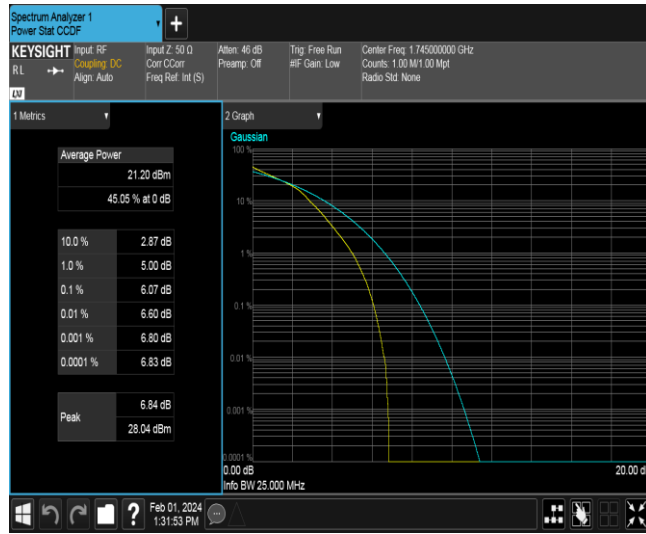 Spectrum Analyzer 1
Power Stat CCDF
+
KEYSIGHT
RL
LXI
Input: RF
Coupling: DC
Align: Auto
Input Z: 50 Ω
Corr CCorr
Freq Ref: Int (S)
Atten: 46 dB
Preamp: Off
Trig: Free Run
#IF Gain: Low
Center Freq: 1.745000000 GHz
Counts: 1.00 M/1.00 Mpt
Radio Std: None
1 Metrics
Average Power
21.20 dBm
45.05 % at 0 dB
10.0 % 2.87 dB
1.0 % 5.00 dB
0.1 % 6.07 dB
0.01 % 6.60 dB
0.001 % 6.80 dB
0.0001 % 6.83 dB
Peak
6.84 dB
28.04 dBm
2 Graph
Gaussian
100 %
10 %
1 %
0.1 %
0.01 %
0.001 %
0.0001 %
0.00 dB
20.00 d
Info BW 25.000 MHz
?
Feb 01, 2024
1:31:53 PM